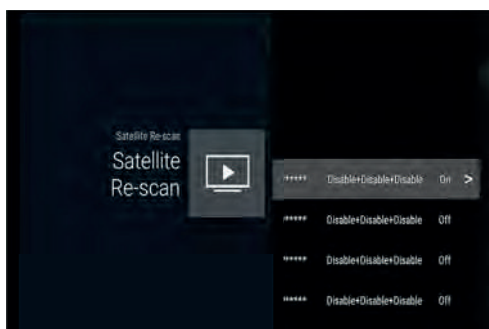 Satellite Re-scan
Satellite
Re-scan
***** Disable+Disable+Disable On >
***** Disable+Disable+Disable Off
***** Disable+Disable+Disable Off
***** Disable+Disable+Disable Off